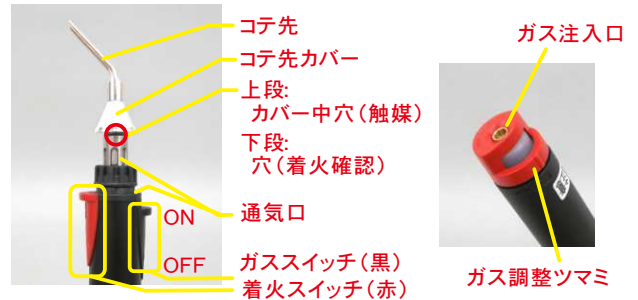 コテ先
コテ先カバー
上段:
カバー中穴(触媒)
下段:
穴(着火確認)
通気口
ON
OFF
ガススイッチ(黒)
着火スイッチ(赤)
ガス注入口
ガス調整ツマミ